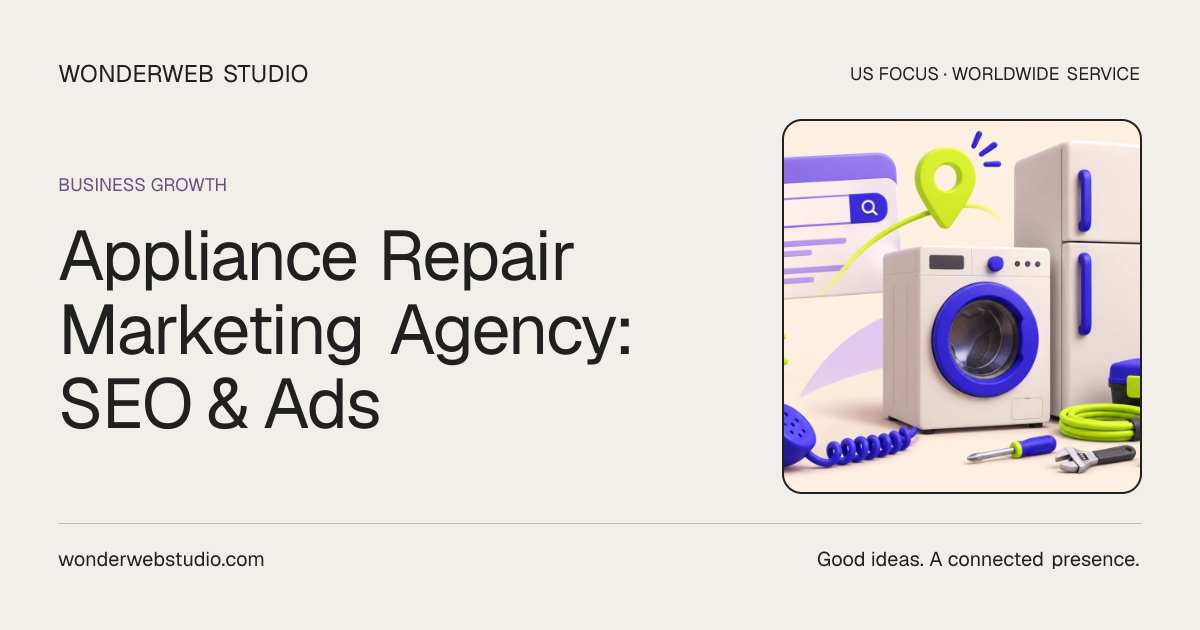 WONDERWEB STUDIO
US FOCUS · WORLDWIDE SERVICE
BUSINESS GROWTH
Appliance Repair
Marketing Agency:
SEO & Ads
wonderwebstudio.com
Good ideas. A connected presence.